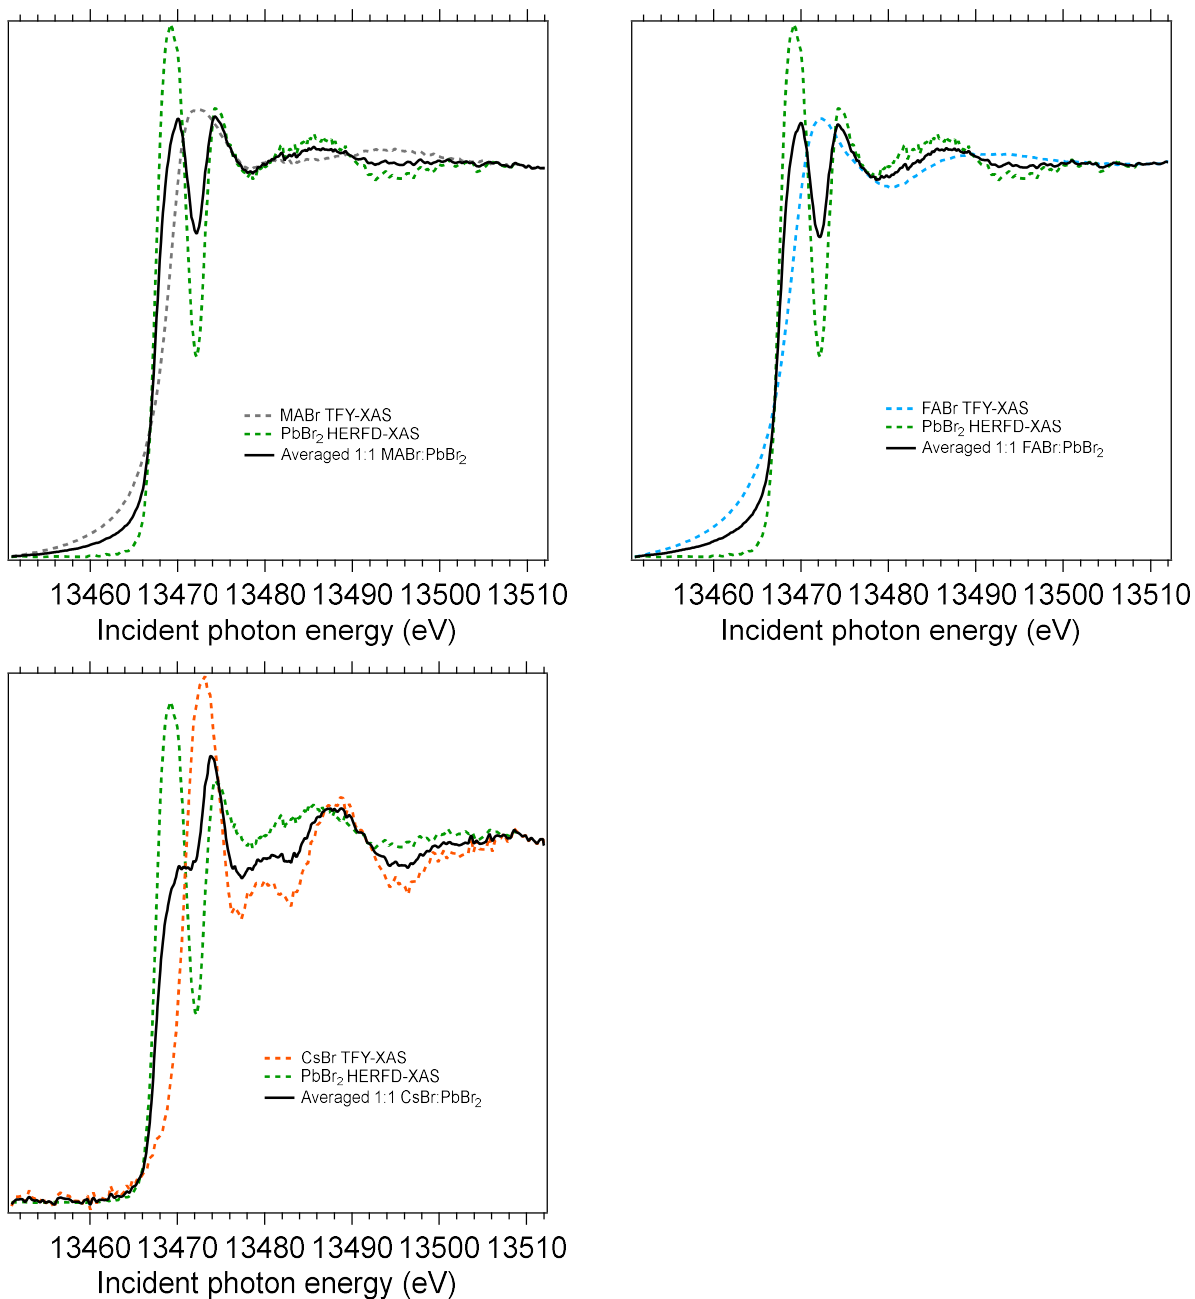 MABr TFY-XAS
PbBr2 HERFD-XAS
Averaged 1:1 MABr:PbBr2
13460 13470 13480 13490 13500 13510
Incident photon energy (eV)
FABr TFY-XAS
PbBr2 HERFD-XAS
Averaged 1:1 FABr:PbBr2
13460 13470 13480 13490 13500 13510
Incident photon energy (eV)
CsBr TFY-XAS
PbBr2 HERFD-XAS
Averaged 1:1 CsBr:PbBr2
13460 13470 13480 13490 13500 13510
Incident photon energy (eV)